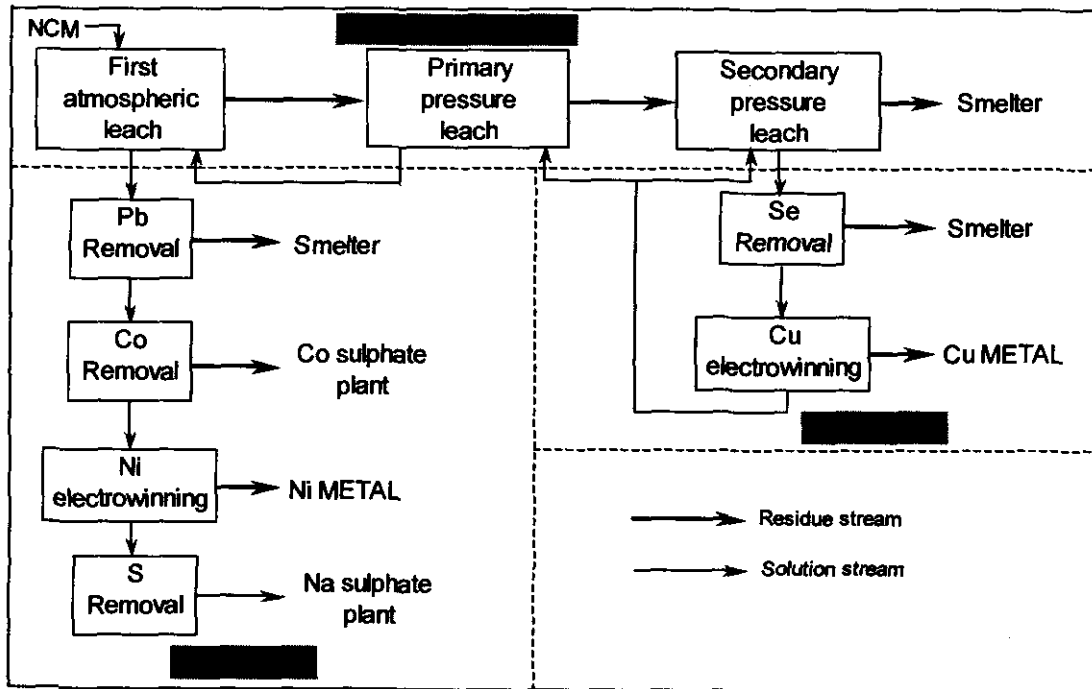 NCM
First
atmospheric
leach
Primary
pressure
leach
Secondary
pressure
leach
Smelter
Pb
Removal
Smelter
Co
Removal
Co sulphate
plant
Ni
electrowinning
Ni METAL
S
Removal
Na sulphate
plant
Se
Removal
Smelter
Cu
electrowinning
Cu METAL
Residue stream
Solution stream